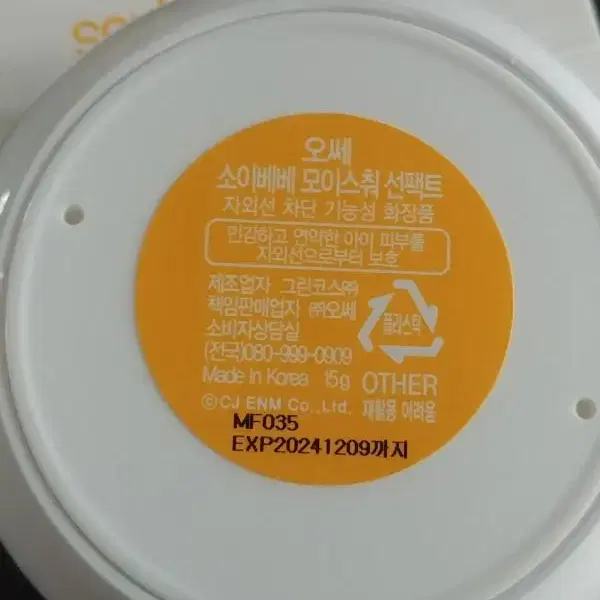 오쎄
소이베베 모이스춰 선팩트
자외선 차단 기능성 화장품
민감하고 연약한 아이 피부를
자외선으로부터 보호
제조업자 그린코스㈜
책임판매업자 ㈜오쎄
소비자상담실
(전국)080-999-0909
Made in Korea 15g
플라스틱
OTHER
ⓒCJ ENM Co.,Ltd. 재활용 어려움
MF035
EXP20241209까지